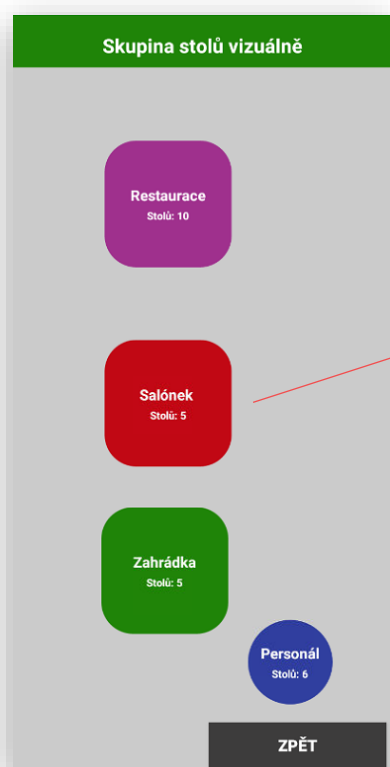 Skupina stolů vizuálně
Restaurace
Stolů: 10
Salónek
Stolů: 5
Zahrádka
Stolů: 5
Personál
Stolů: 6
ZPĚT